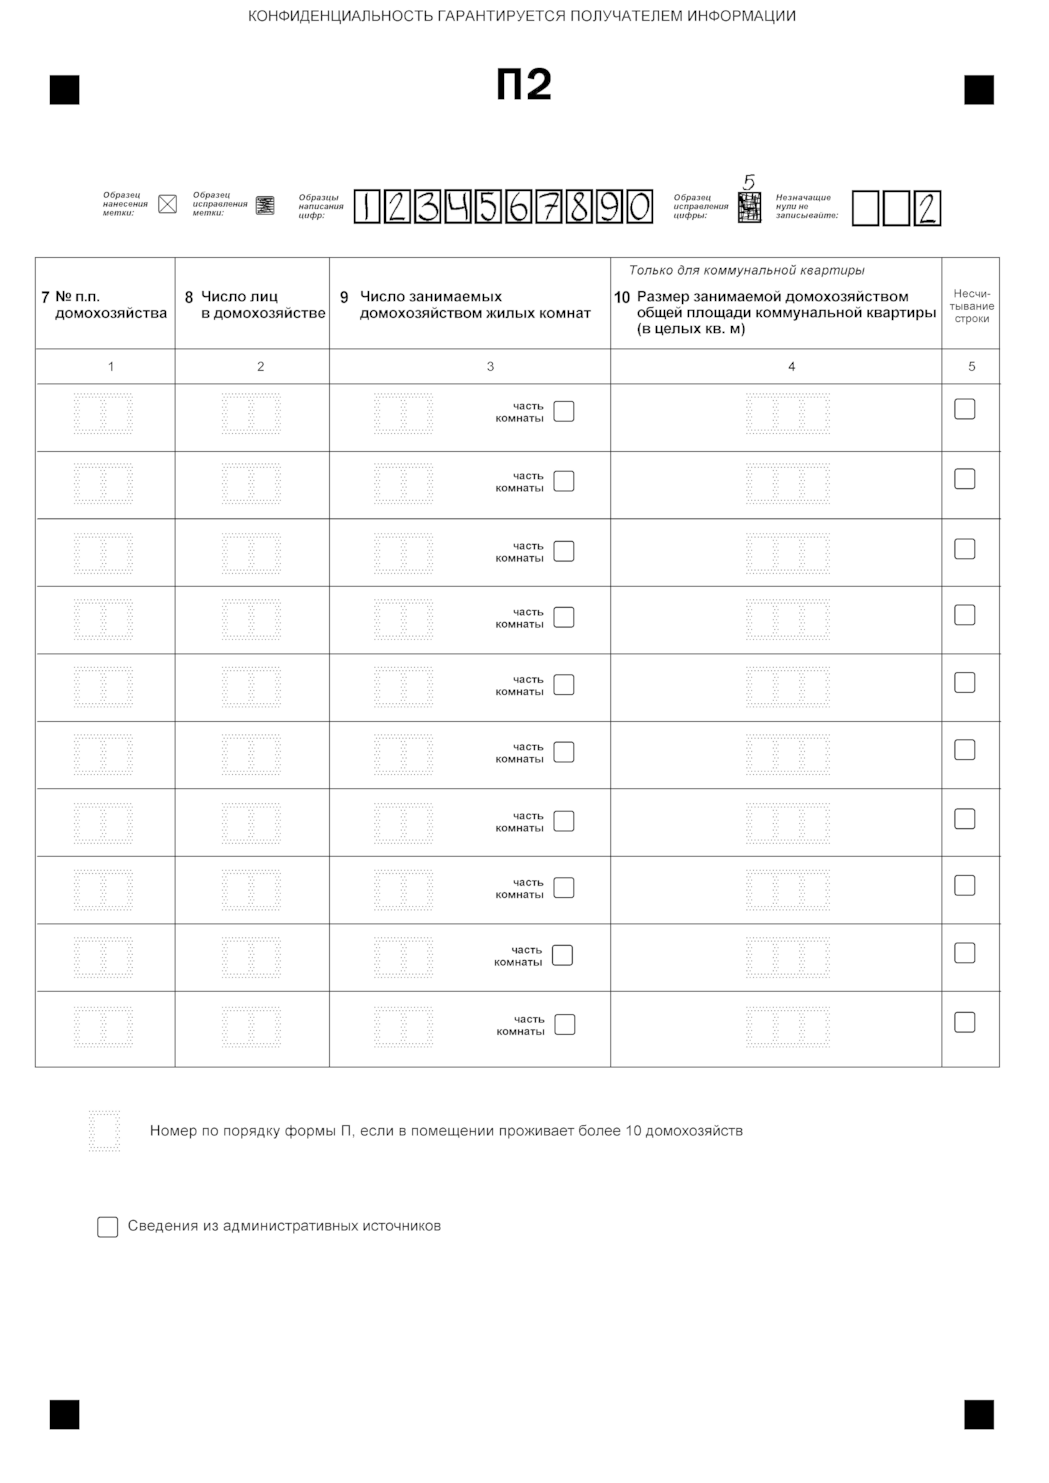 КОНФИДЕНЦИАЛЬНОСТЬ ГАРАНТИРУЕТСЯ ПОЛУЧАТЕЛЕМ ИНФОРМАЦИИ
П2
Образец
нанесения
метки:
Образец
исправления
метки:
Образцы
написания
цифр:
1 2 3 4 5 6 7 8 9 0
Образец
исправления
цифры:
5
Незначащие
нули не
записывайте:
2
7 № п.п.
домохозяйства
8 Число лиц
в домохозяйстве
9 Число занимаемых
домохозяйством жилых комнат
Только для коммунальной квартиры
10 Размер занимаемой домохозяйством
общей площади коммунальной квартиры
(в целых кв. м)
Несчи-
тывание
строки
1 2 3 4 5
часть
комнаты
часть
комнаты
часть
комнаты
часть
комнаты
часть
комнаты
часть
комнаты
часть
комнаты
часть
комнаты
часть
комнаты
часть
комнаты
Номер по порядку формы П, если в помещении проживает более 10 домохозяйств
Сведения из административных источников